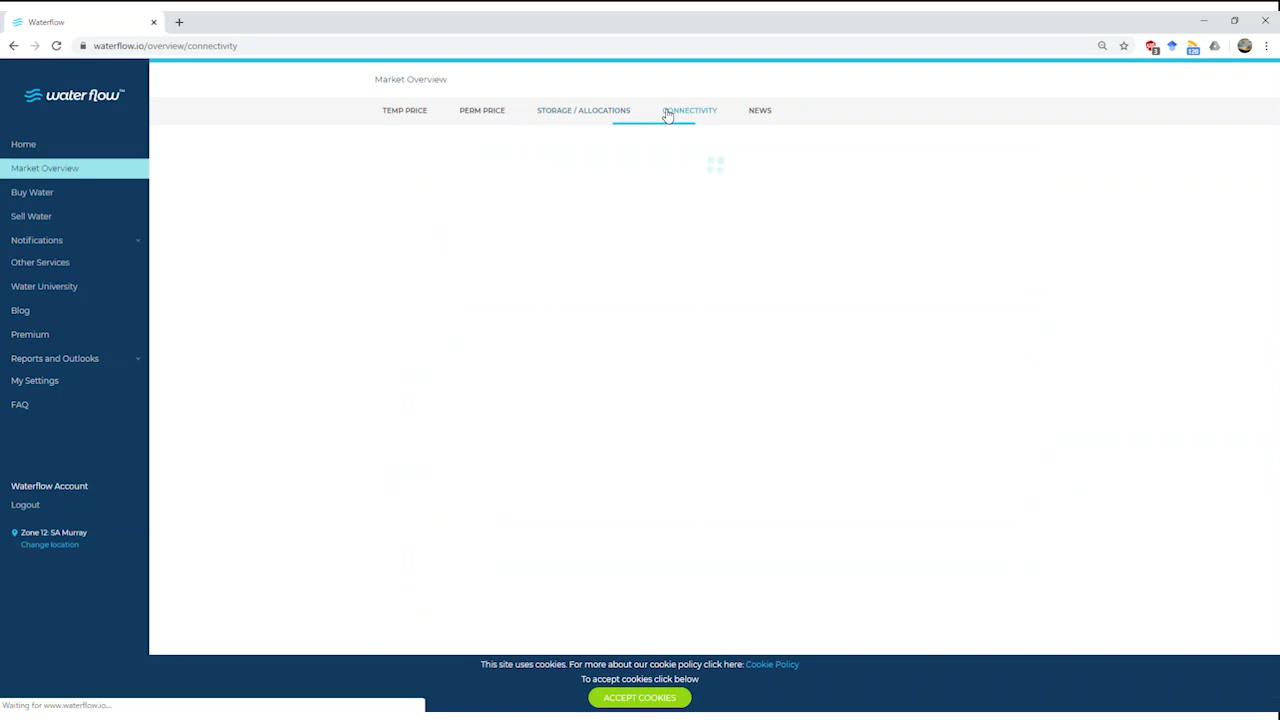 Waterflow
waterflow.io/overview/connectivity
3
120
water flow™
Market Overview
TEMP PRICE PERM PRICE STORAGE / ALLOCATIONS CONNECTIVITY NEWS
Home
Market Overview
Buy Water
Sell Water
Notifications
Other Services
Water University
Blog
Premium
Reports and Outlooks
My Settings
FAQ
Waterflow Account
Logout
Zone 12: SA Murray
Change location
This site uses cookies. For more about our cookie policy click here: Cookie Policy
To accept cookies click below
ACCEPT COOKIES
Waiting for www.waterflow.io...